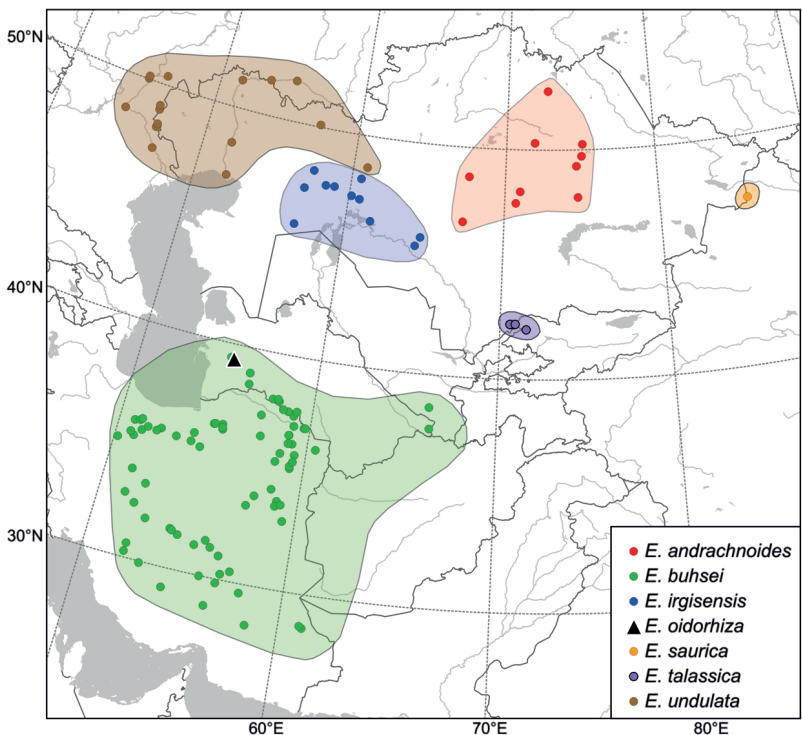 50°N
40°N
30°N
E. andrachnoides
E. buhsei
E. irgisensis
E. oidorhiza
E. saurica
E. talassica
E. undulata
60°E 70°E 80°E